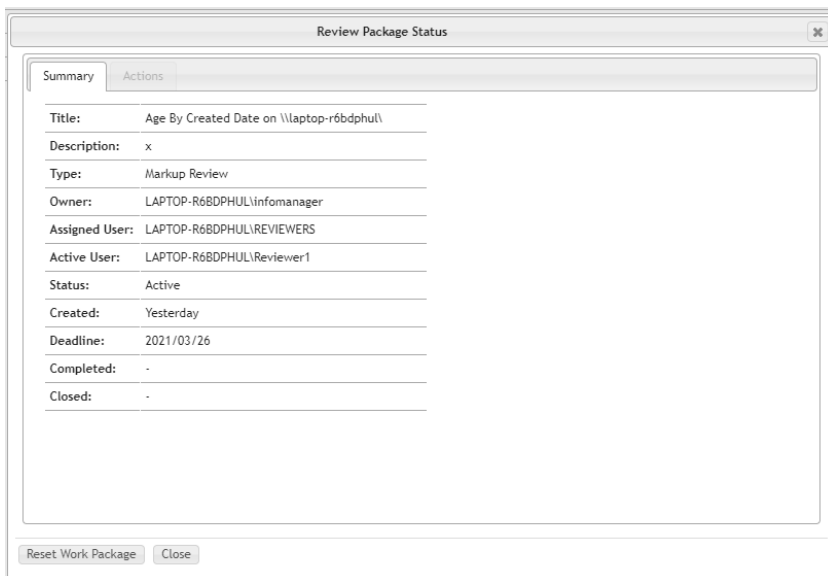 Review Package Status
Summary Actions
Title: Age By Created Date on \\laptop-r6bdphul\
Description: x
Type: Markup Review
Owner: LAPTOP-R6BDPHUL\infomanager
Assigned User: LAPTOP-R6BDPHUL\REVIEWERS
Active User: LAPTOP-R6BDPHUL\Reviewer1
Status: Active
Created: Yesterday
Deadline: 2021/03/26
Completed: -
Closed: -
Reset Work Package Close